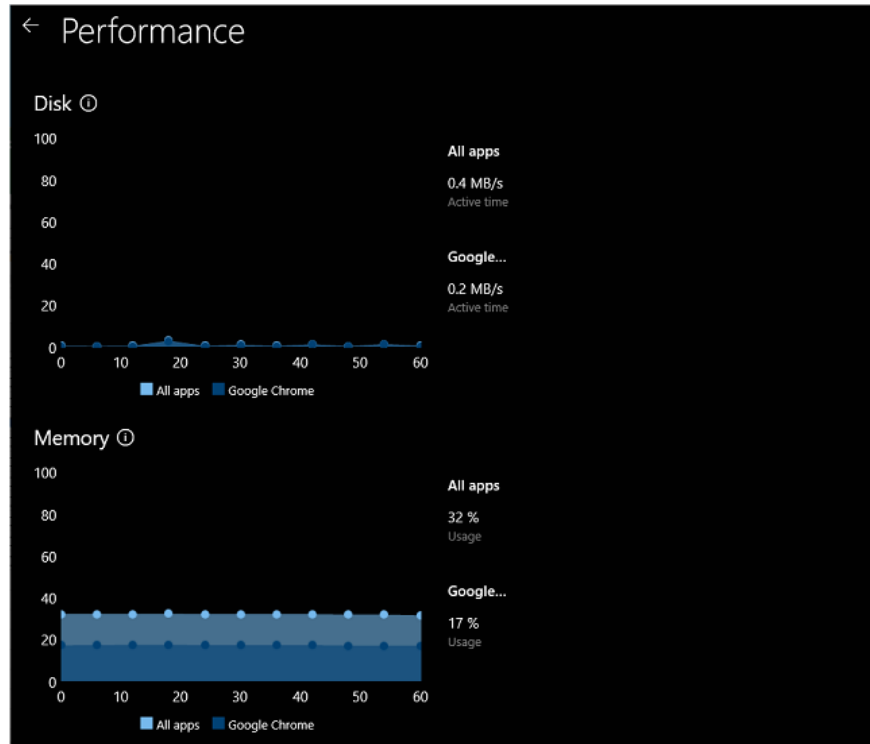 ← Performance
Disk ⓘ
100
80
60
40
20
0
0 10 20 30 40 50 60
All apps Google Chrome
All apps
0.4 MB/s
Active time
Google...
0.2 MB/s
Active time
Memory ⓘ
100
80
60
40
20
0
0 10 20 30 40 50 60
All apps Google Chrome
All apps
32 %
Usage
Google...
17 %
Usage